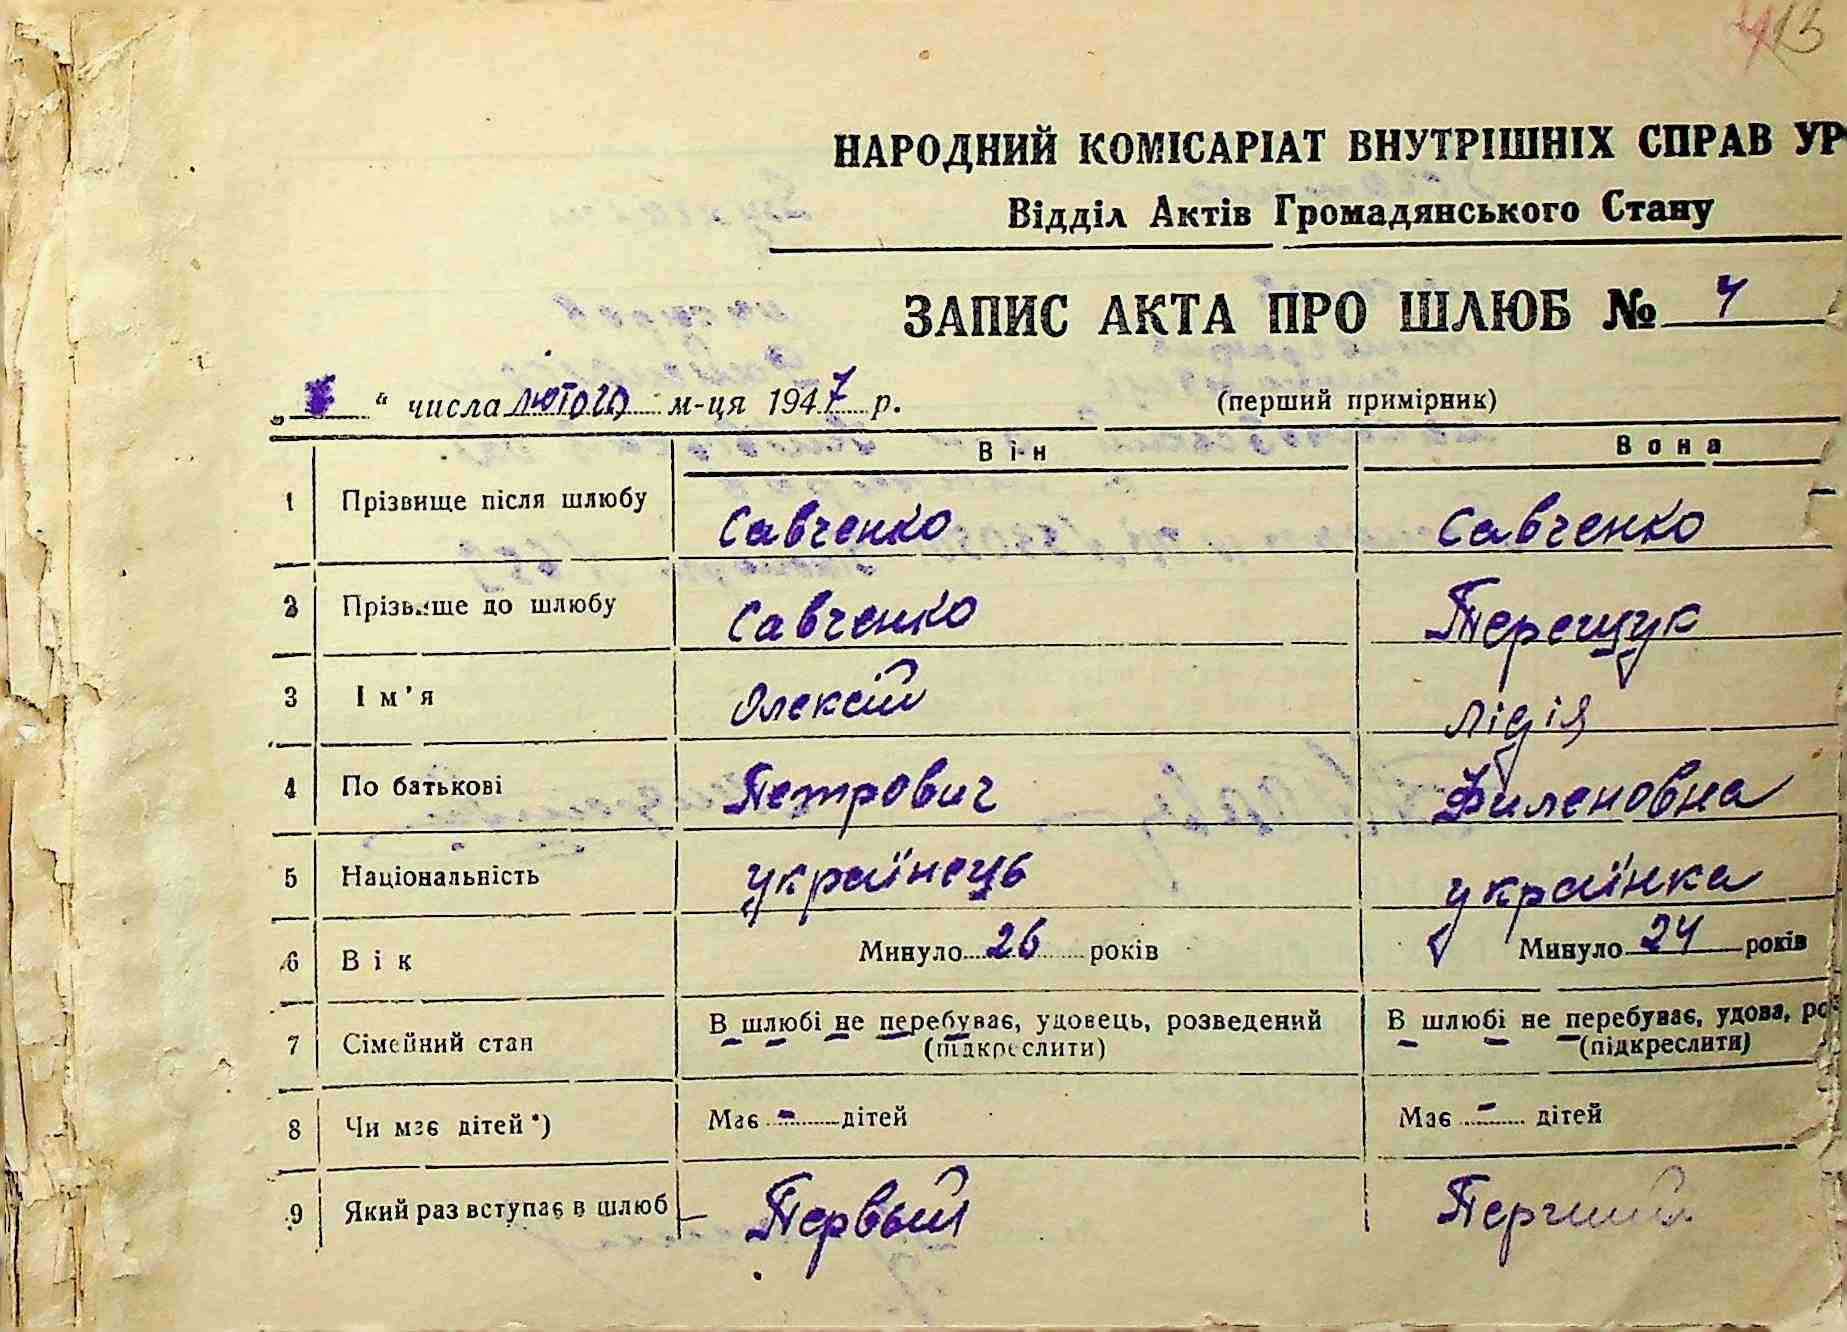 13
НАРОДНИЙ КОМІСАРІАТ ВНУТРІШНІХ СПРАВ УР
Відділ Актів Громадянського Стану
ЗАПИС АКТА ПРО ШЛЮБ № 4
„ “ числа лютого м-ця 1947 р. (перший примірник)
Він Вона
1 Прізвище після шлюбу Савченко Савченко
2 Прізвище до шлюбу Савченко Терещук
3 Ім'я Олексій Лідія
4 По батькові Петрович Филеновна
5 Національність українець українка
6 Вік Минуло 26 років Минуло 24 років
7 Сімейний стан В шлюбі не перебуває, удовець, розведений В шлюбі не перебуває, удова, ро
(підкреслити) (підкреслити)
8 Чи має дітей*) Має - дітей Має - дітей
9 Який раз вступає в шлюб Первый Перший